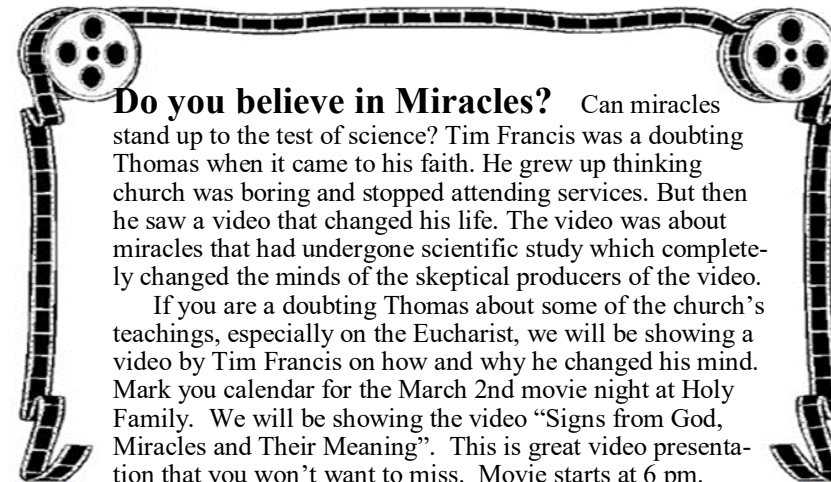 Do you believe in Miracles? Can miracles
stand up to the test of science? Tim Francis was a doubting
Thomas when it came to his faith. He grew up thinking
church was boring and stopped attending services. But then
he saw a video that changed his life. The video was about
miracles that had undergone scientific study which complete-
ly changed the minds of the skeptical producers of the video.
If you are a doubting Thomas about some of the church’s
teachings, especially on the Eucharist, we will be showing a
video by Tim Francis on how and why he changed his mind.
Mark you calendar for the March 2nd movie night at Holy
Family. We will be showing the video “Signs from God,
Miracles and Their Meaning”. This is great video presenta-
tion that you won’t want to miss. Movie starts at 6 pm.